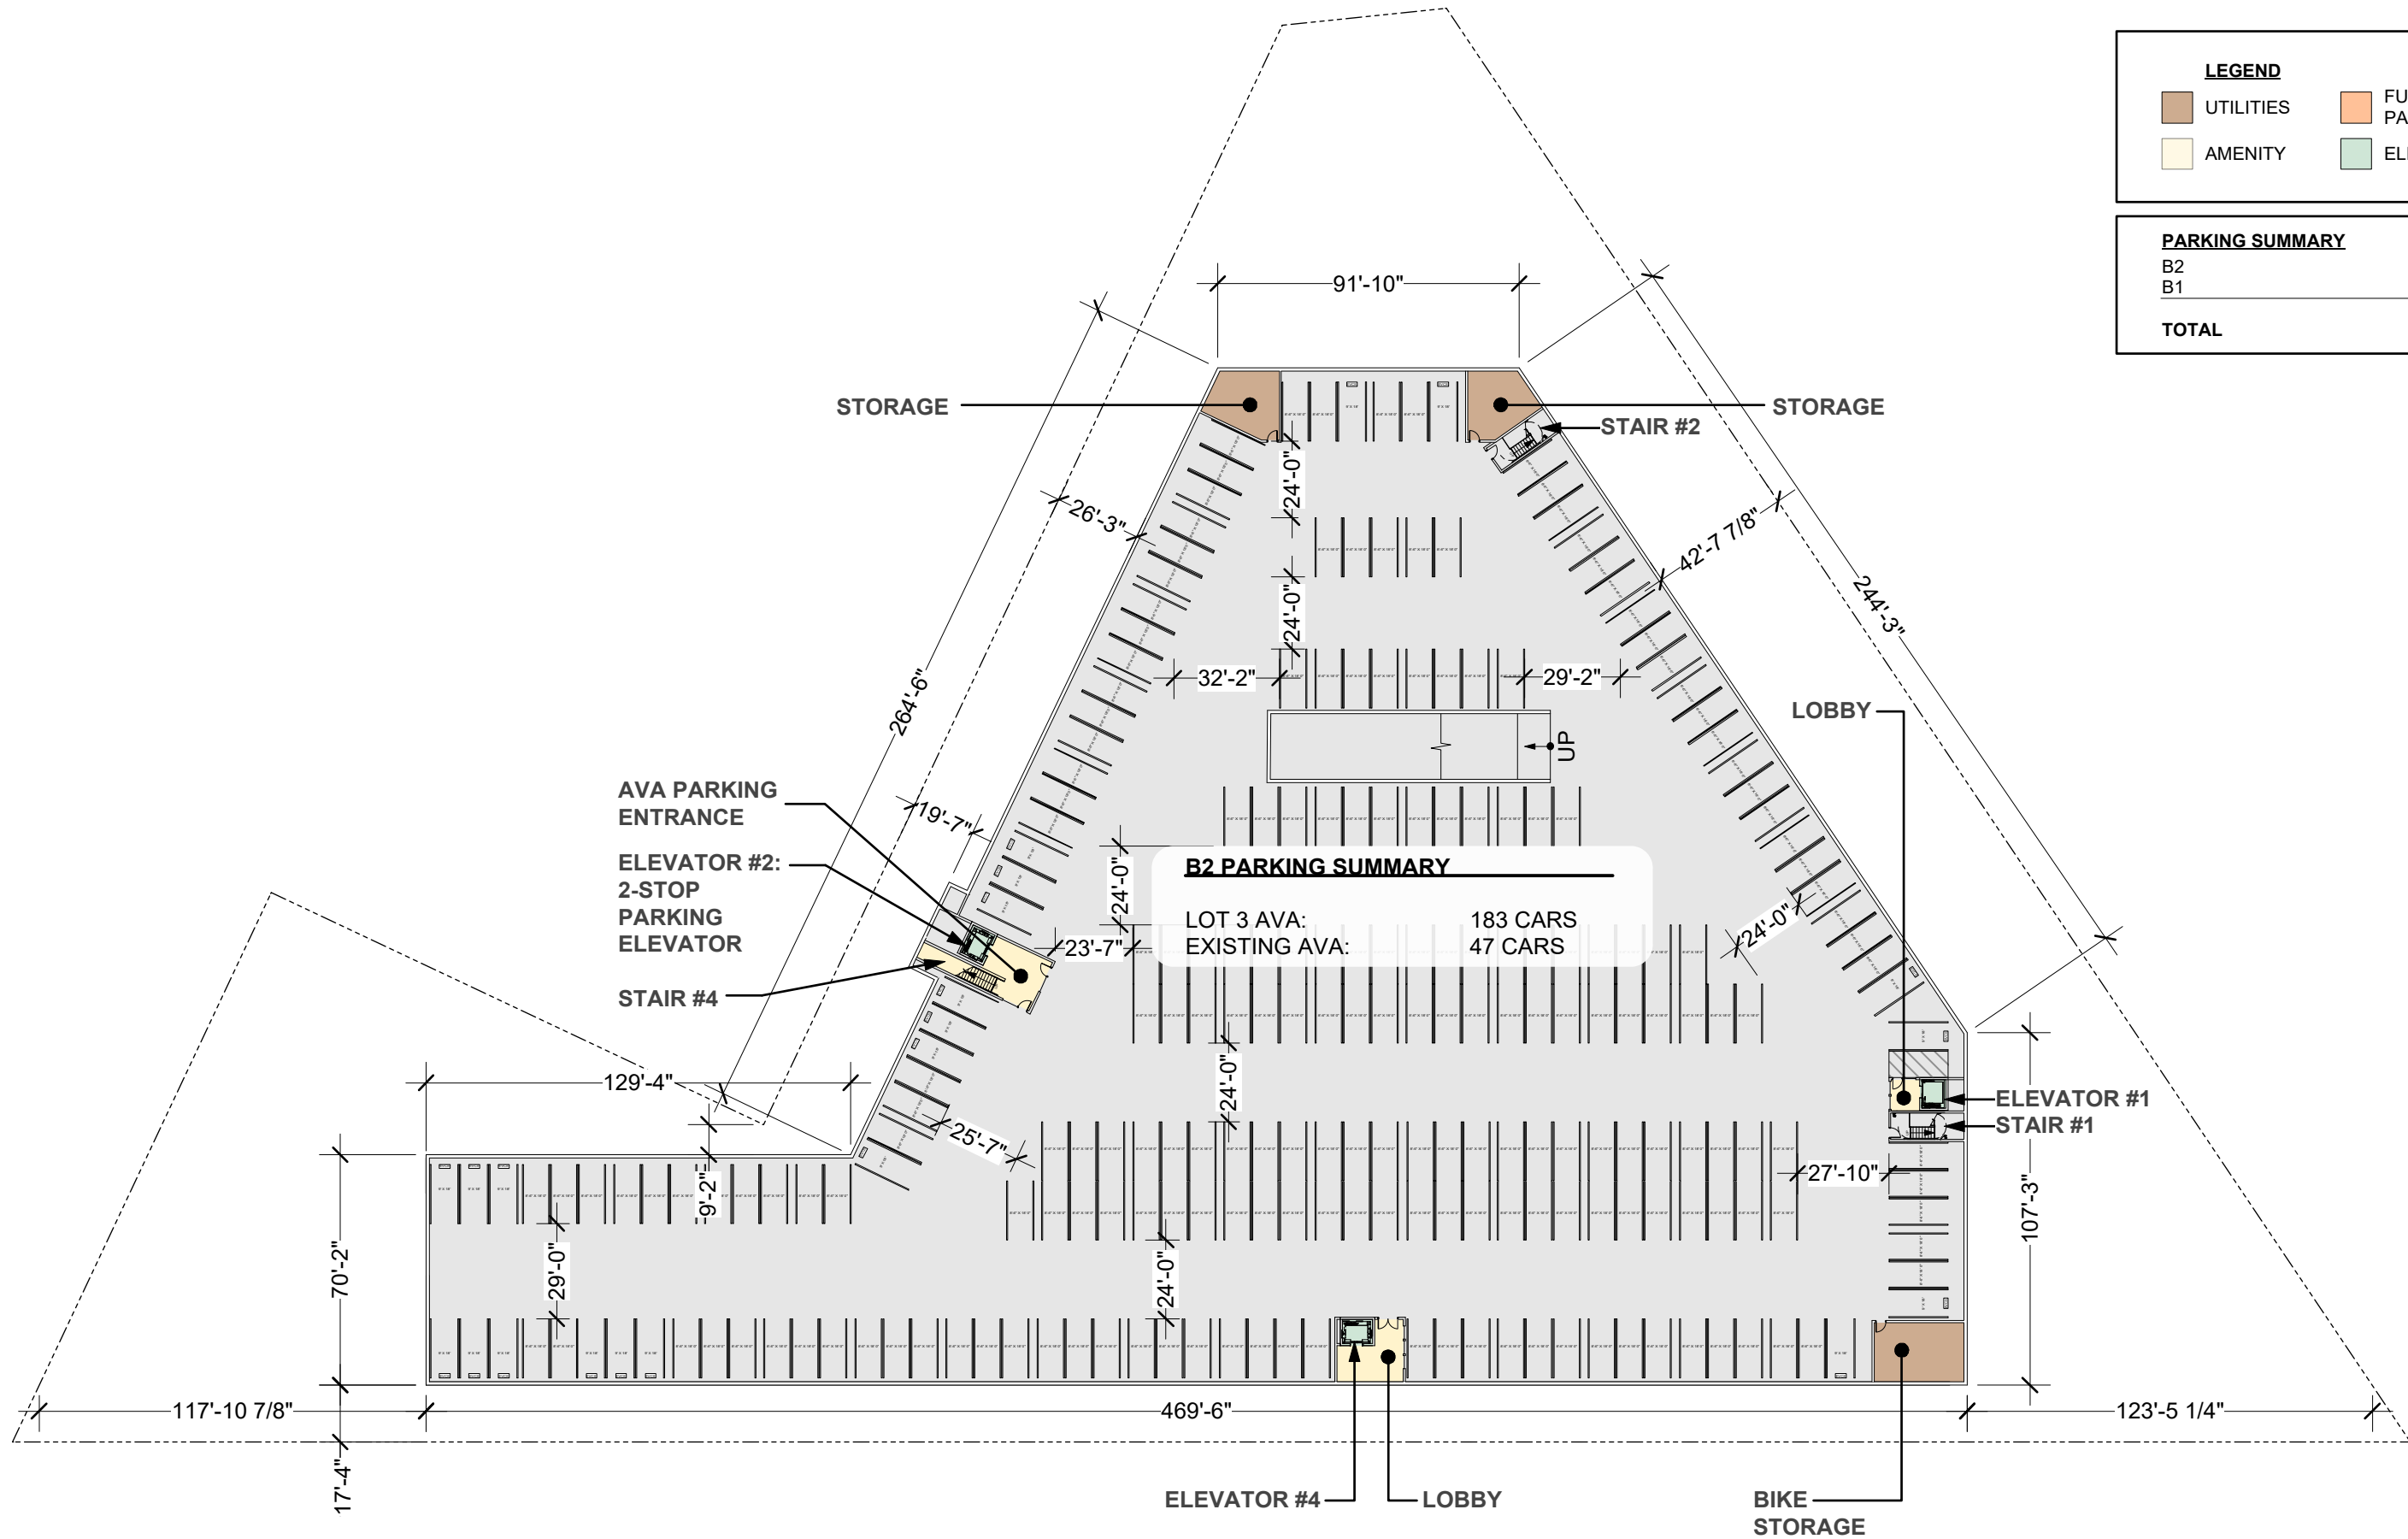 LEGEND
UTILITIES
FU
PA
AMENITY
EL
PARKING SUMMARY
B2
B1
TOTAL
91'-10"
STORAGE
STORAGE
STAIR #2
24'-0"
26'-3"
42'-7 7/8"
24'-0"
244'-3"
32'-2"
29'-2"
264'-6"
LOBBY
UP
AVA PARKING
ENTRANCE
19'-7"
ELEVATOR #2:
2-STOP
PARKING
ELEVATOR
24'-0"
B2 PARKING SUMMARY
LOT 3 AVA: 183 CARS
EXISTING AVA: 47 CARS
23'-7"
24'-0"
STAIR #4
129'-4"
24'-0"
ELEVATOR #1
STAIR #1
25'-7"
27'-10"
9'-2"
107'-3"
70'-2"
29'-0"
24'-0"
117'-10 7/8"
469'-6"
123'-5 1/4"
17'-4"
ELEVATOR #4
LOBBY
BIKE
STORAGE